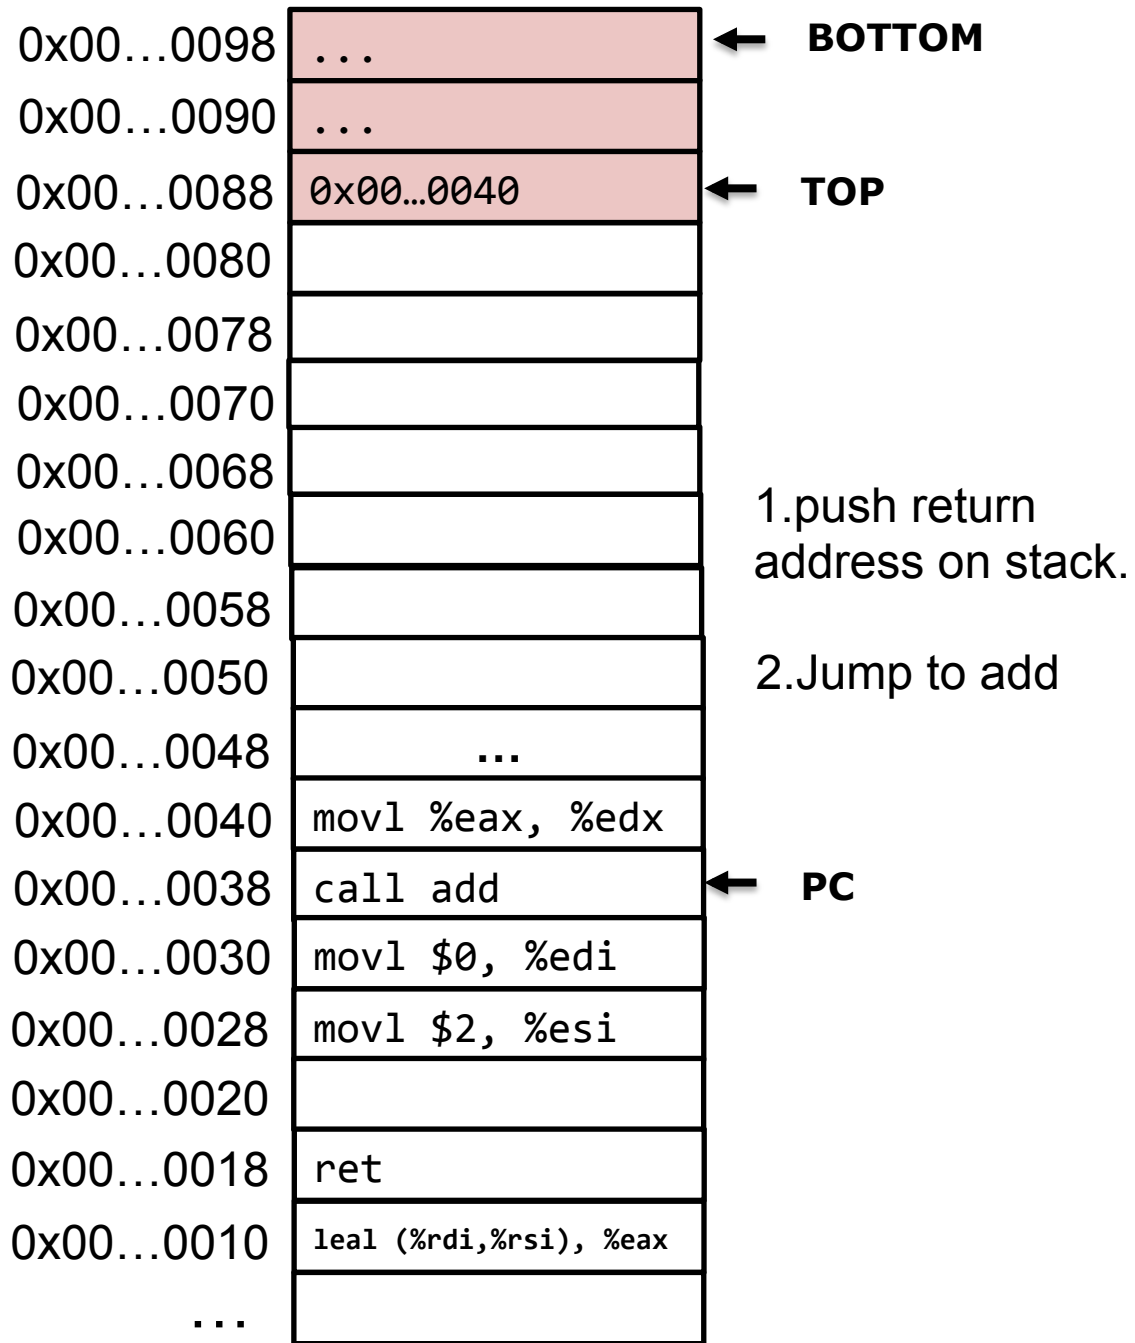 0x00…0098 ... BOTTOM
0x00…0090 ...
0x00…0088 0x00…0040 TOP
0x00…0080
0x00…0078
0x00…0070
0x00…0068
0x00…0060
0x00…0058
0x00…0050
0x00…0048 ...
0x00…0040 movl %eax, %edx
0x00…0038 call add PC
0x00…0030 movl $0, %edi
0x00…0028 movl $2, %esi
0x00…0020
0x00…0018 ret
0x00…0010 leal (%rdi,%rsi), %eax
...
1.push return
address on stack.
2.Jump to add